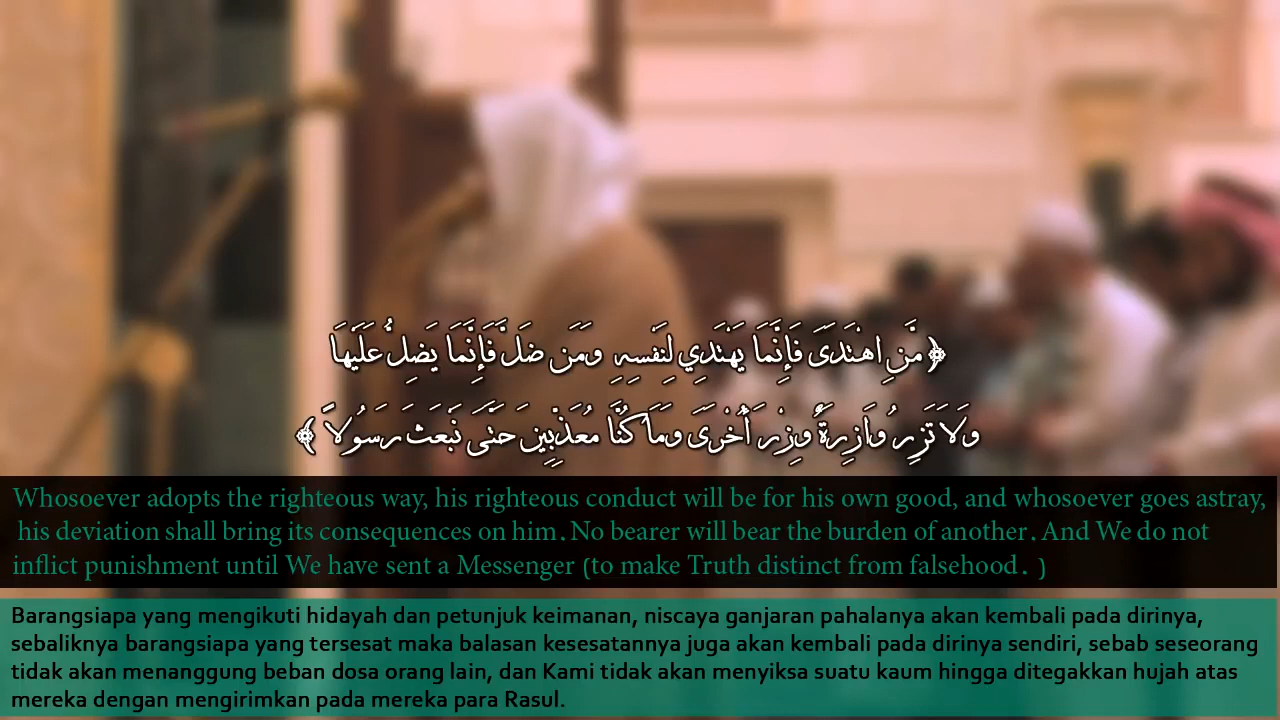 ﴿ مَّنِ اهْتَدَىٰ فَإِنَّمَا يَهْتَدِي لِنَفْسِهِ وَمَن ضَلَّ فَإِنَّمَا يَضِلُّ عَلَيْهَا
وَلَا تَزِرُ وَازِرَةٌ وِزْرَ أُخْرَىٰ وَمَا كُنَّا مُعَذِّبِينَ حَتَّىٰ نَبْعَثَ رَسُولًا ﴾
Whosoever adopts the righteous way, his righteous conduct will be for his own good, and whosoever goes astray,
his deviation shall bring its consequences on him. No bearer will bear the burden of another. And We do not
inflict punishment until We have sent a Messenger (to make Truth distinct from falsehood. )
Barangsiapa yang mengikuti hidayah dan petunjuk keimanan, niscaya ganjaran pahalanya akan kembali pada dirinya,
sebaliknya barangsiapa yang tersesat maka balasan kesesatannya juga akan kembali pada dirinya sendiri, sebab seseorang
tidak akan menanggung beban dosa orang lain, dan Kami tidak akan menyiksa suatu kaum hingga ditegakkan hujah atas
mereka dengan mengirimkan pada mereka para Rasul.